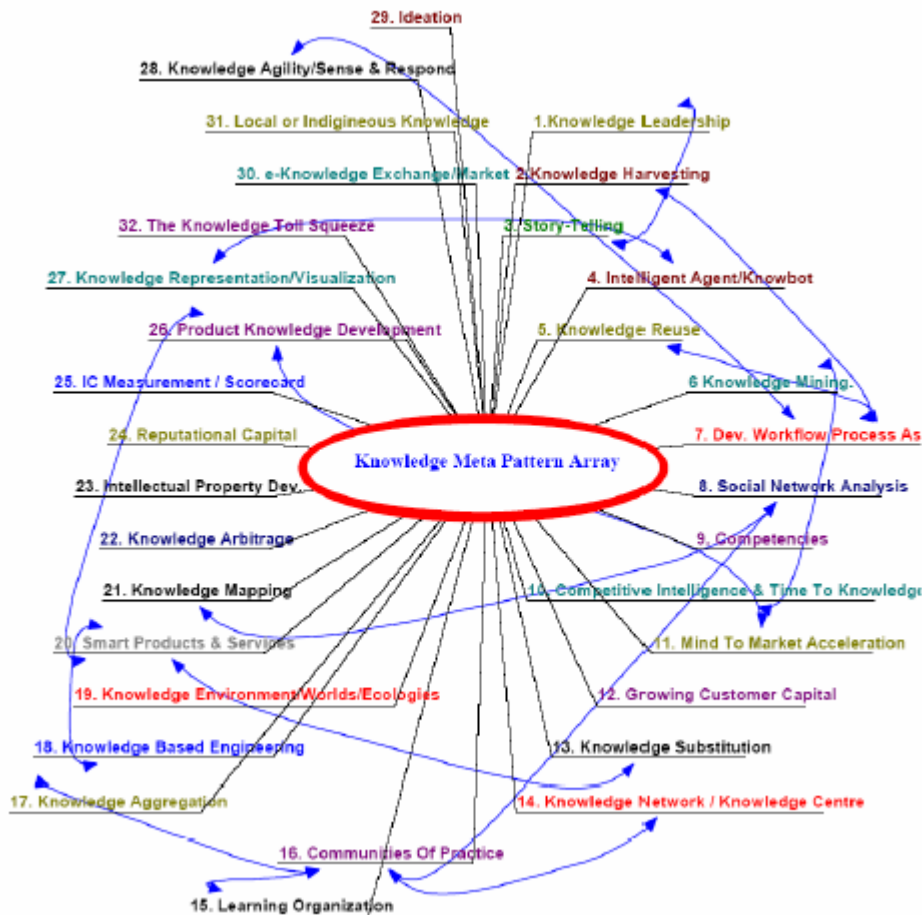 29. Ideation
28. Knowledge Agility/Sense & Respond
31. Local or Indigineous Knowledge
1.Knowledge Leadership
30. e-Knowledge Exchange/Market
2.Knowledge Harvesting
32. The Knowledge Toll Squeeze
3. Story-Telling
27. Knowledge Representation/Visualization
4. Intelligent Agent/Knowbot
26. Product Knowledge Development
5. Knowledge Reuse
25. IC Measurement / Scorecard
6 Knowledge Mining.
24. Reputational Capital
7. Dev. Workflow Process As
Knowledge Meta Pattern Array
23. Intellectual Property Dev.
8. Social Network Analysis
22. Knowledge Arbitrage
9. Competencies
21. Knowledge Mapping
10. Competitive Intelligence & Time To Knowledge
20. Smart Products & Services
11. Mind To Market Acceleration
19. Knowledge Environment/Worlds/Ecologies
12. Growing Customer Capital
18. Knowledge Based Engineering
13. Knowledge Substitution
17. Knowledge Aggregation
14. Knowledge Network / Knowledge Centre
16. Communities Of Practice
15. Learning Organization